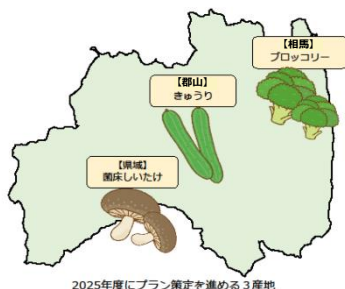 【相馬】
ブロッコリー
【郡山】
きゅうり
【県域】
菌床しいたけ
2025年度にプラン策定を進める3産地